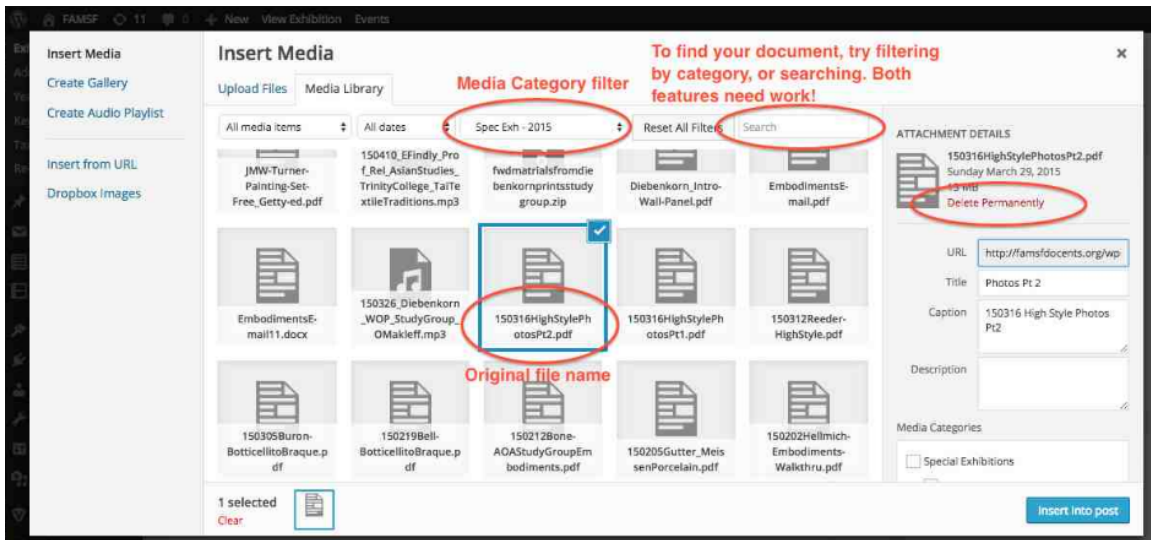 FAMSF 11 0 + New View Exhibition Events
Insert Media
Create Gallery
Create Audio Playlist
Insert from URL
Dropbox Images
Insert Media
Upload Files Media Library
Media Category filter
To find your document, try filtering
by category, or searching. Both
features need work!
×
All media items All dates Spec Exh - 2015 Reset All Filters Search
JMW-Turner-
Painting-Set-
Free_Getty-ed.pdf
150410_EFindly_Pro
f_Rel_AsianStudies_
TrinityCollege_TalTe
xtileTraditions.mp3
fwdmatrialsfromdie
benkornprintsstudy
group.zip
Diebenkorn_Intro-
Wall-Panel.pdf
EmbodimentsE-
mail.pdf
EmbodimentsE-
mail11.docx
150326_Diebenkorn
_WOP_StudyGroup_
OMakleff.mp3
150316HighStylePh
otosPt2.pdf
150316HighStylePh
otosPt1.pdf
150312Reeder-
HighStyle.pdf
Original file name
150305Buron-
BotticellitoBraque.p
df
150219Bell-
BotticellitoBraque.p
df
150212Bone-
AOAStudyGroupEm
bodiments.pdf
150205Gutter_Meis
senPorcelain.pdf
150202Hellmich-
Embodiments-
Walkthru.pdf
ATTACHMENT DETAILS
150316HighStylePhotosPt2.pdf
Sunday March 29, 2015
13 MB
Delete Permanently
URL http://famsfdocents.org/wp
Title Photos Pt 2
Caption 150316 High Style Photos
Pt2
Description
Media Categories
Special Exhibitions
1 selected
Clear
Insert into post